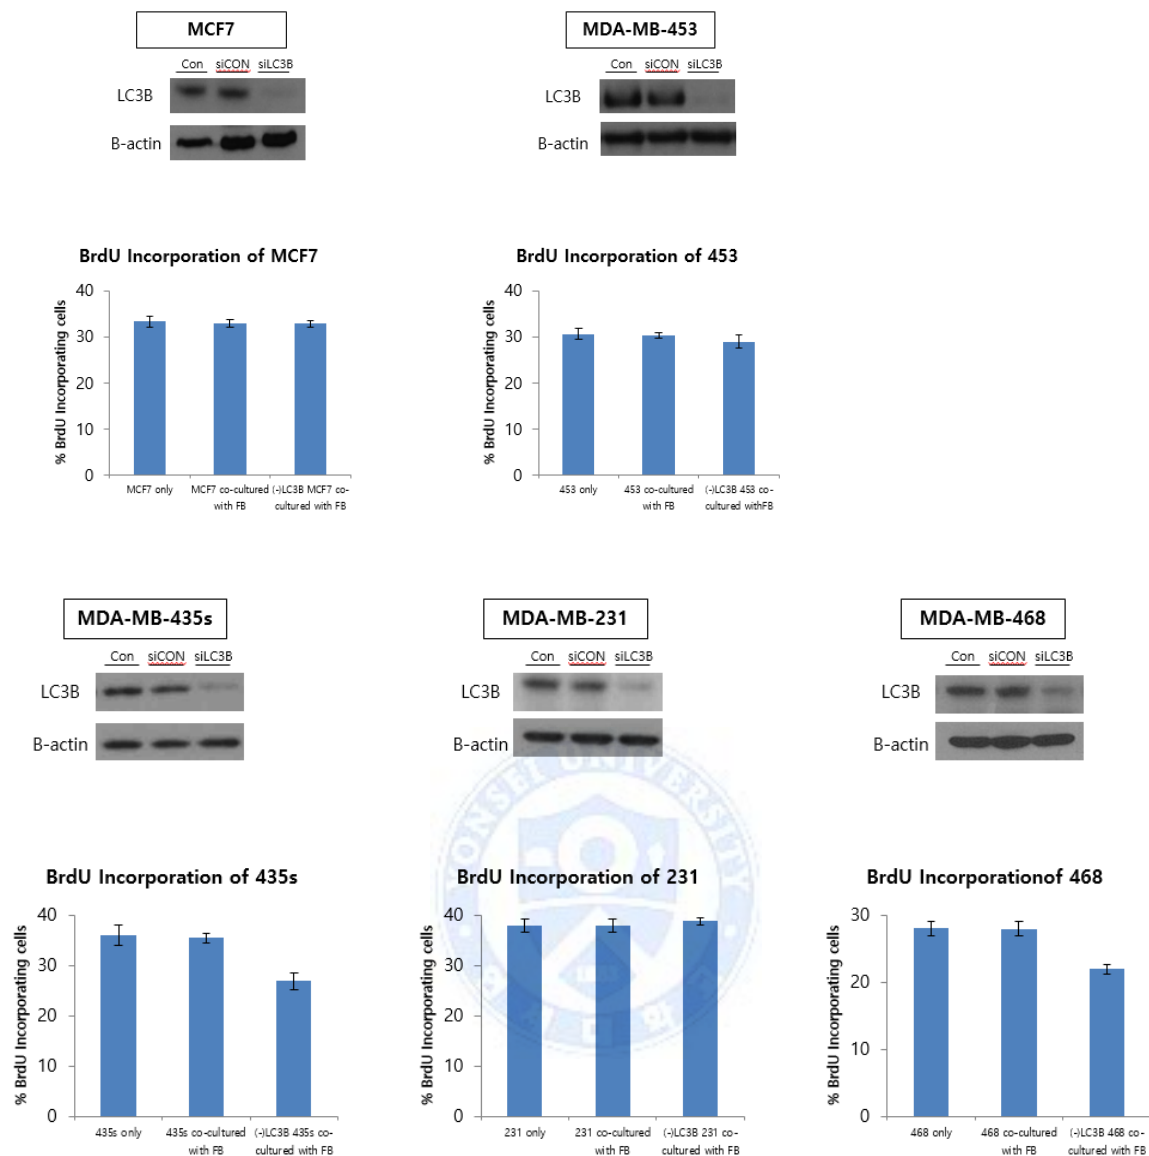 MCF7
MDA-MB-453
Con siCON siLC3B
Con siCON siLC3B
LC3B
LC3B
B-actin
B-actin
BrdU Incorporation of MCF7
BrdU Incorporation of 453
% BrdU Incorporating cells
40
30
20
10
0
MCF7 only
MCF7 co-cultured
with FB
(-)LC3B MCF7 co-
cultured with FB
% BrdU Incorporating cells
40
30
20
10
0
453 only
453 co-cultured
with FB
(-)LC3B 453 co-
cultured withFB
MDA-MB-435s
MDA-MB-231
MDA-MB-468
Con siCON siLC3B
Con siCON siLC3B
Con siCON siLC3B
LC3B
LC3B
LC3B
B-actin
B-actin
B-actin
YONSEI UNIVERSITY
BrdU Incorporation of 435s
BrdU Incorporation of 231
BrdU Incorporationof 468
% BrdU Incorporating cells
40
30
20
10
0
435s only
435s co-cultured
with FB
(-)LC3B 435s co-
cultured with FB
% BrdU Incorporating cells
40
30
20
10
0
231 only
231 co-cultured
with FB
(-)LC3B 231 co-
cultured with FB
% BrdU Incorporating cells
30
20
10
0
468 only
468 co-cultured
with FB
(-)LC3B 468 co-
cultured with FB